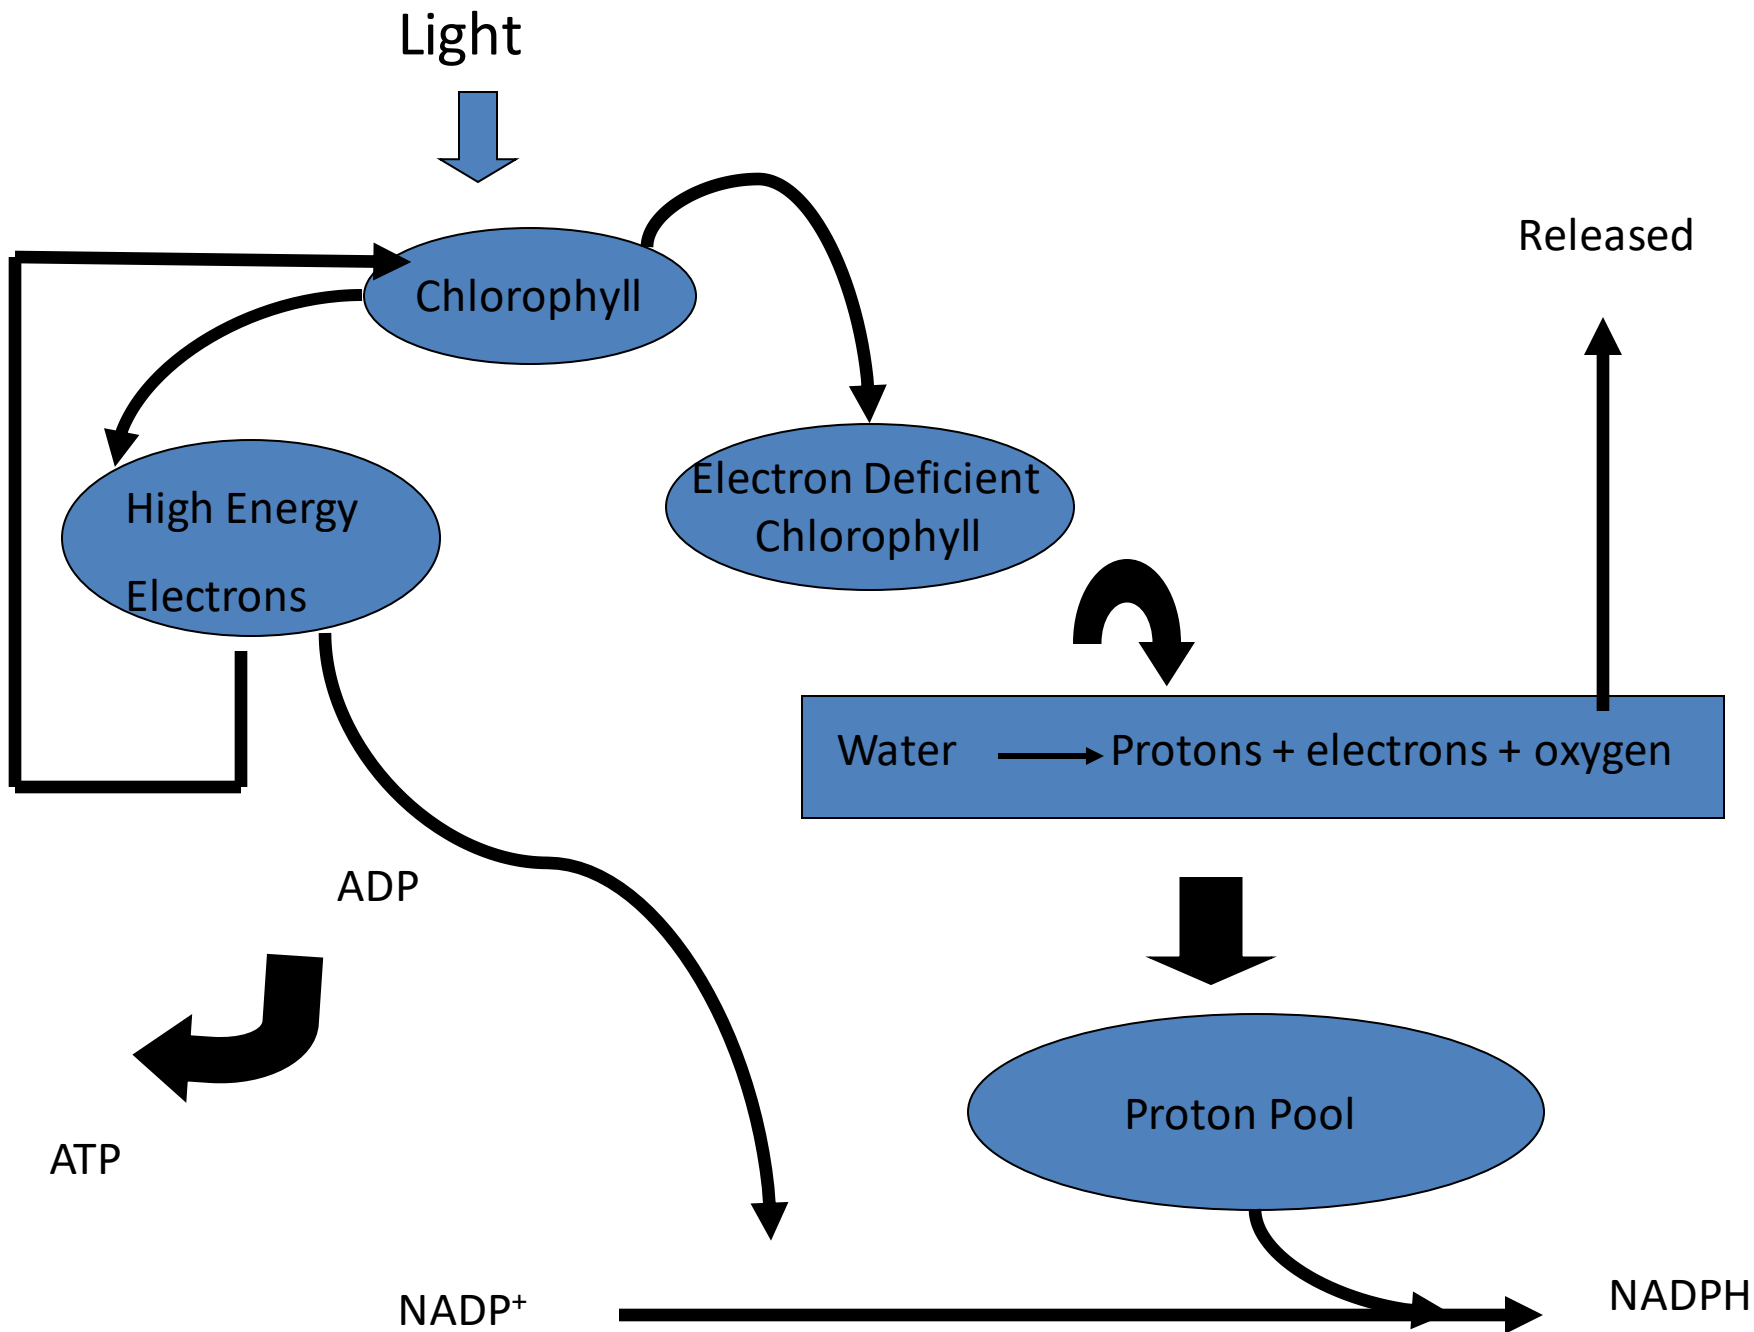 Light
Released
Chlorophyll
Electron Deficient
Chlorophyll
High Energy
Electrons
Water Protons + electrons + oxygen
ADP
Proton Pool
ATP
NADP⁺
NADPH